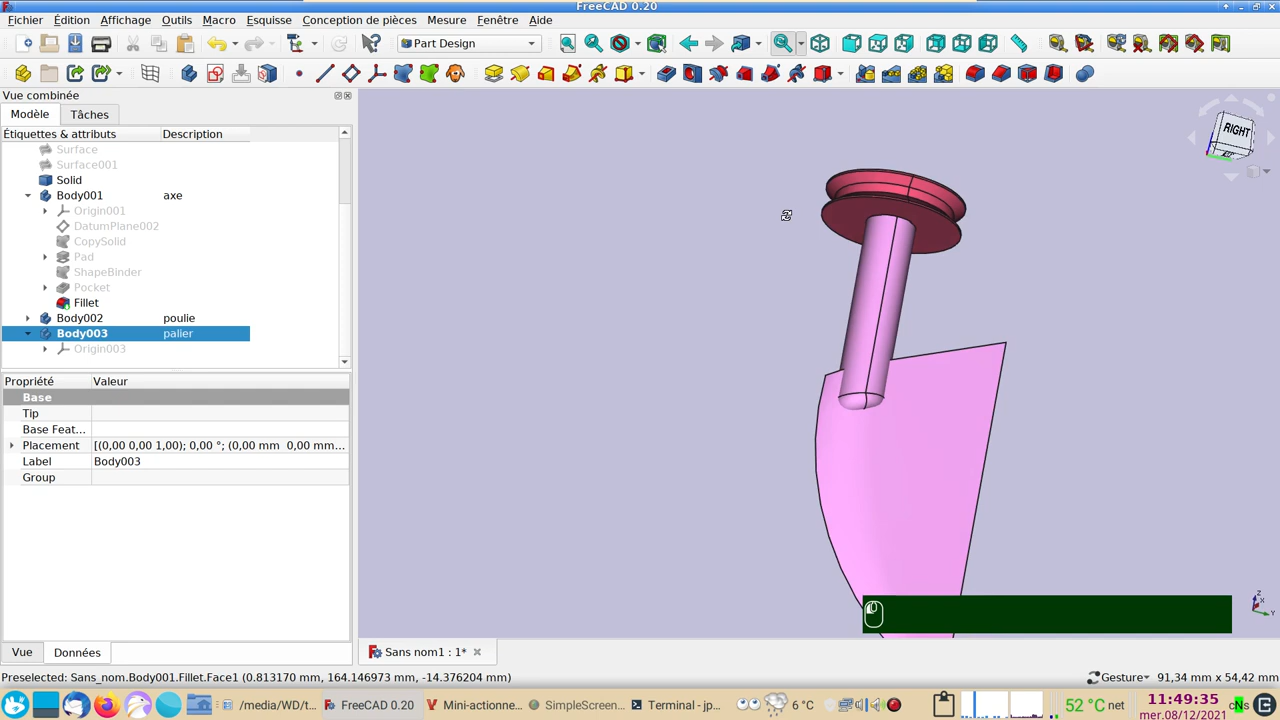 FreeCAD 0.20
Fichier Édition Affichage Outils Macro Esquisse Conception de pièces Mesure Fenêtre Aide
Part Design
Vue combinée
Modèle Tâches
Étiquettes & attributs Description
Surface
Surface001
Solid
Body001 axe
Origin001
DatumPlane002
CopySolid
Pad
ShapeBinder
Pocket
Fillet
Body002 poulie
Body003 palier
Origin003
Propriété Valeur
Base
Tip
Base Feat...
Placement [(0,00 0,00 1,00); 0,00 °; (0,00 mm 0,00 mm...
Label Body003
Group
RIGHT
Z
X
Y
Vue Données
Sans nom1 : 1*
Preselected: Sans_nom.Body001.Fillet.Face1 (0.813170 mm, 164.146973 mm, -14.376204 mm)
Gesture 91,34 mm x 54,42 mm
/media/WD/t... FreeCAD 0.20 Mini-actionne... SimpleScreen... Terminal - jp...
6 °C
52 °C net
11:49:35
mer.08/12/2021
cNs